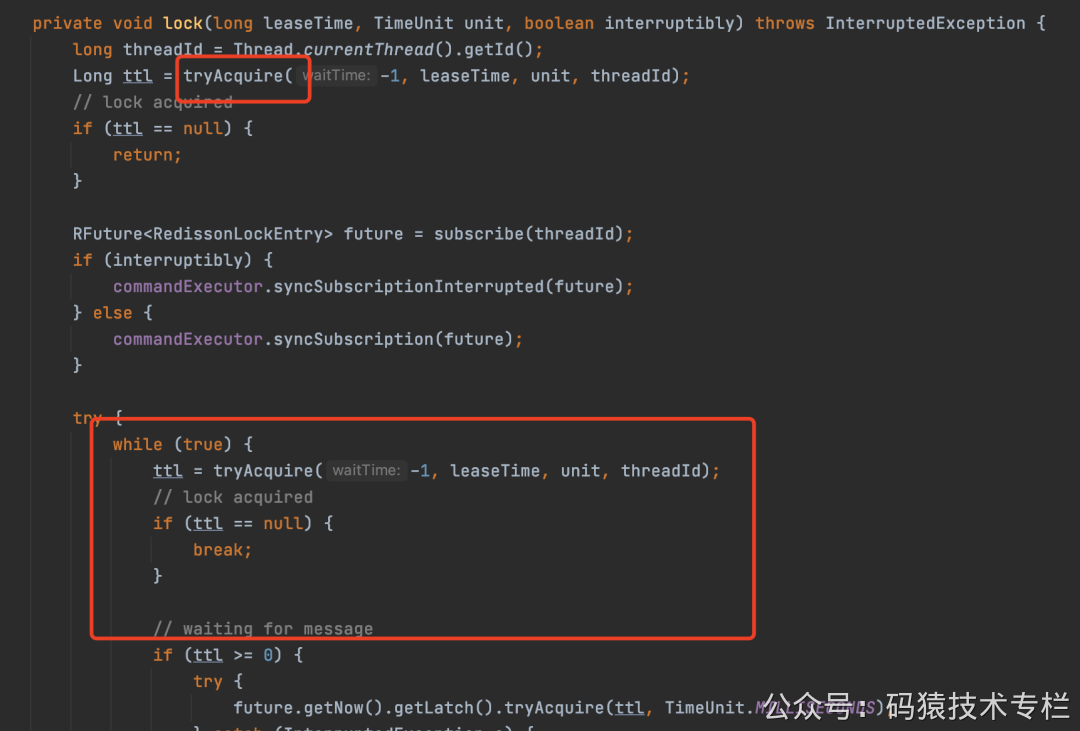 private void lock(long leaseTime, TimeUnit unit, boolean interruptibly) throws InterruptedException {
long threadId = Thread.currentThread().getId();
Long ttl = tryAcquire( waitTime: -1, leaseTime, unit, threadId);
// lock acquired
if (ttl == null) {
return;
}
RFuture<RedissonLockEntry> future = subscribe(threadId);
if (interruptibly) {
commandExecutor.syncSubscriptionInterrupted(future);
} else {
commandExecutor.syncSubscription(future);
}
try {
while (true) {
ttl = tryAcquire( waitTime: -1, leaseTime, unit, threadId);
// lock acquired
if (ttl == null) {
break;
}
// waiting for message
if (ttl >= 0) {
try {
future.getNow().getLatch().tryAcquire(ttl, TimeUnit.MILLISECONDS)
公众号:码猿技术专栏
} catch (InterruptedException e) {